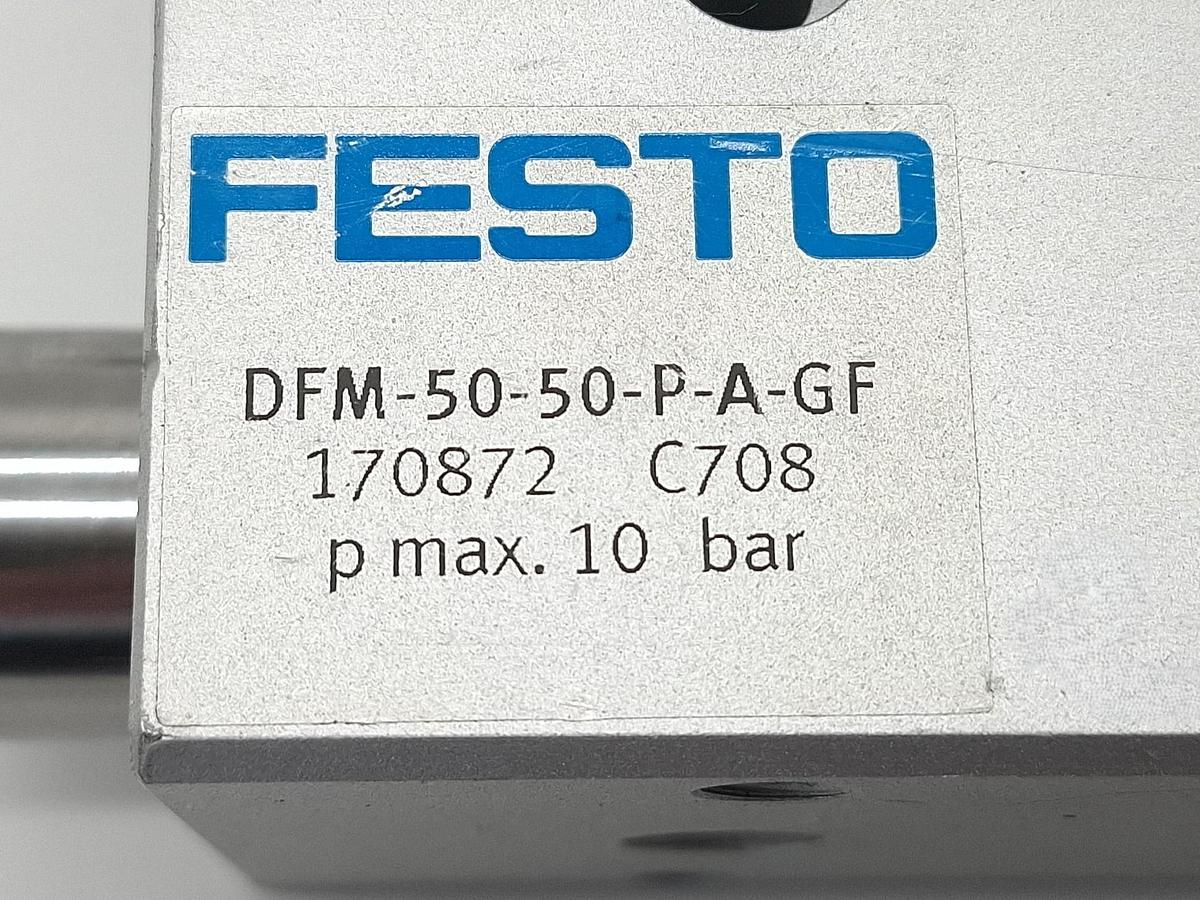 FESTO
DFM-50-50-P-A-GF
170872 C708
p max. 10 bar